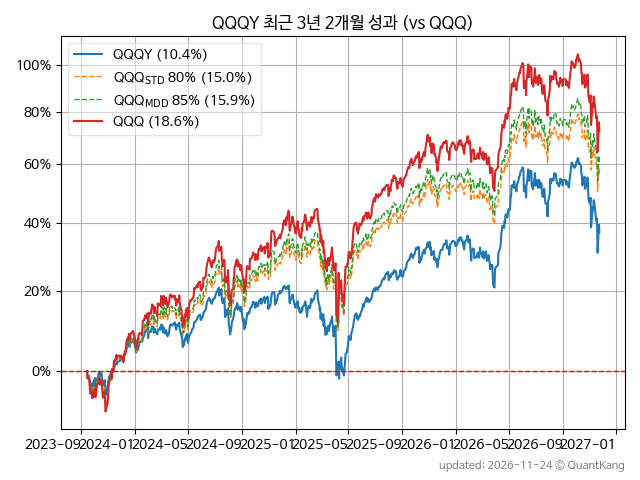 QQQY 최근 3년 2개월 성과 (vs QQQ)
QQQY (10.4%)
QQQSTD 80% (15.0%)
QQQMDD 85% (15.9%)
QQQ (18.6%)
100%
80%
60%
40%
20%
0%
2023-09 2024-01 2024-05 2024-09 2025-01 2025-05 2025-09 2026-01 2026-05 2026-09 2027-01
updated: 2026-11-24 © QuantKang